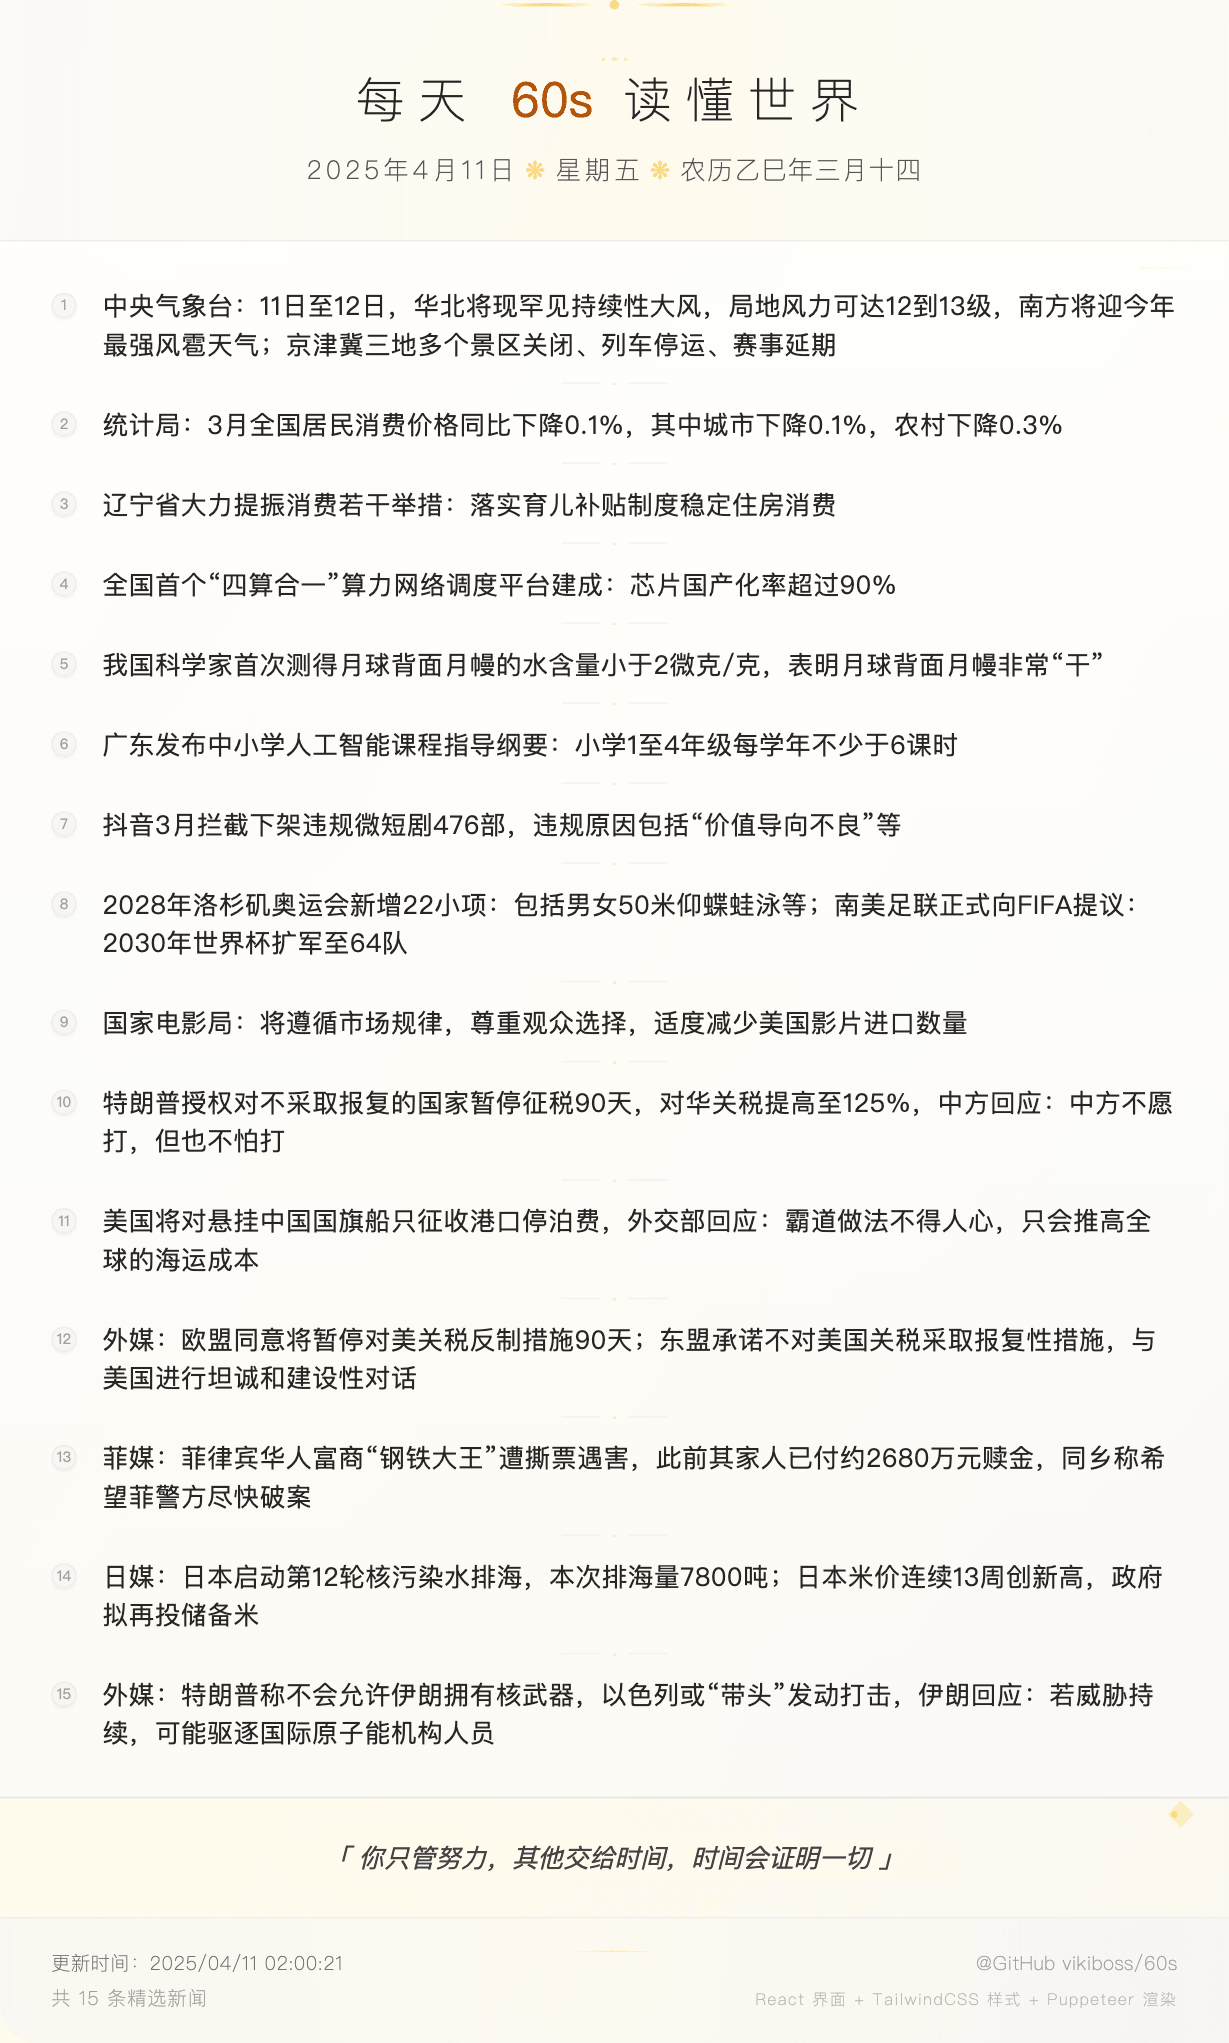 每天 60s 读懂世界
2025年4月11日 ❋ 星期五 ❋ 农历乙巳年三月十四
1 中央气象台：11日至12日，华北将现罕见持续性大风，局地风力可达12到13级，南方将迎今年
最强风雹天气；京津冀三地多个景区关闭、列车停运、赛事延期
2 统计局：3月全国居民消费价格同比下降0.1%，其中城市下降0.1%，农村下降0.3%
3 辽宁省大力提振消费若干举措：落实育儿补贴制度稳定住房消费
4 全国首个“四算合一”算力网络调度平台建成：芯片国产化率超过90%
5 我国科学家首次测得月球背面月幔的水含量小于2微克/克，表明月球背面月幔非常“干”
6 广东发布中小学人工智能课程指导纲要：小学1至4年级每学年不少于6课时
7 抖音3月拦截下架违规微短剧476部，违规原因包括“价值导向不良”等
8 2028年洛杉矶奥运会新增22小项：包括男女50米仰蝶蛙泳等；南美足联正式向FIFA提议：
2030年世界杯扩军至64队
9 国家电影局：将遵循市场规律，尊重观众选择，适度减少美国影片进口数量
10 特朗普授权对不采取报复的国家暂停征税90天，对华关税提高至125%，中方回应：中方不愿
打，但也不怕打
11 美国将对悬挂中国国旗船只征收港口停泊费，外交部回应：霸道做法不得人心，只会推高全
球的海运成本
12 外媒：欧盟同意将暂停对美关税反制措施90天；东盟承诺不对美国关税采取报复性措施，与
美国进行坦诚和建设性对话
13 菲媒：菲律宾华人富商“钢铁大王”遭撕票遇害，此前其家人已付约2680万元赎金，同乡称希
望菲警方尽快破案
14 日媒：日本启动第12轮核污染水排海，本次排海量7800吨；日本米价连续13周创新高，政府
拟再投储备米
15 外媒：特朗普称不会允许伊朗拥有核武器，以色列或“带头”发动打击，伊朗回应：若威胁持
续，可能驱逐国际原子能机构人员
「 你只管努力，其他交给时间，时间会证明一切 」
更新时间：2025/04/11 02:00:21
@GitHub vikiboss/60s
共 15 条精选新闻
React 界面 + TailwindCSS 样式 + Puppeteer 渲染